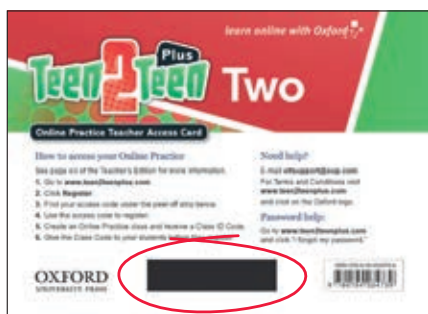 learn online with Oxford
Teen2Teen
Plus
Two
Online Practice Teacher Access Card
How to access your Online Practice
of the Teacher's Edition for more information.
1. Go to www.teen2teenplus.com
2. Click Register.
3. Find your access code under the peel-off strip below.
4. Use the access code to register.
5. Create an Online Practice class and receive a Class ID Code.
6. Give the Class Code to your students
Need help?
E-mail eltsupport@oup.com
For Terms and Conditions visit
www.teen2teenplus.com
and click on the Oxford logo.
Password help:
Go to www.teen2teenplus.com
and click "I forgot my password."
OXFORD
UNIVERSITY PRESS